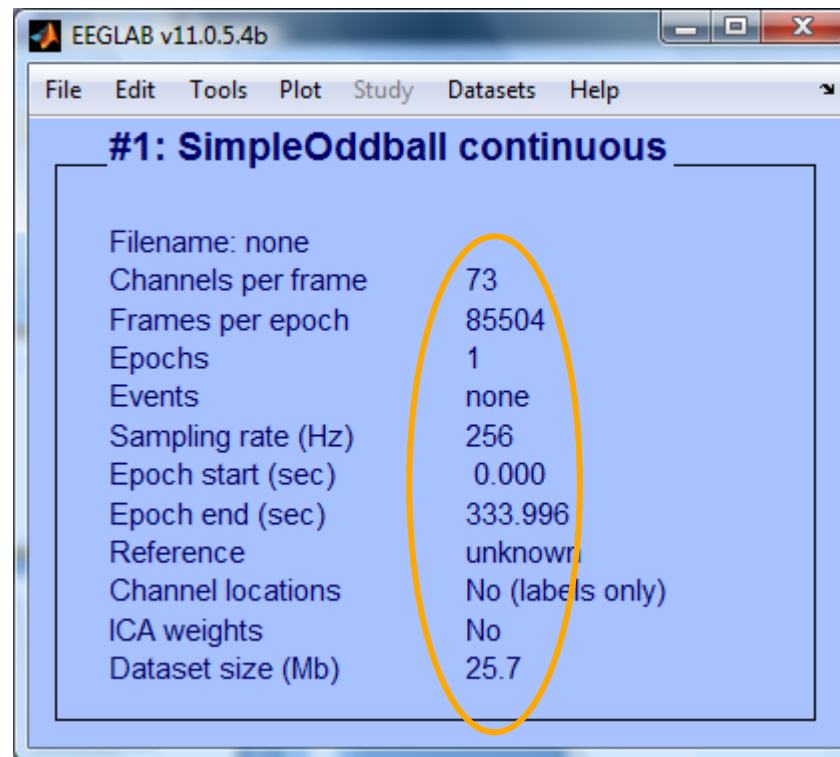 EEGLAB v11.0.5.4b
File Edit Tools Plot Study Datasets Help
#1: SimpleOddball continuous
Filename: none
Channels per frame 73
Frames per epoch 85504
Epochs 1
Events none
Sampling rate (Hz) 256
Epoch start (sec) 0.000
Epoch end (sec) 333.996
Reference unknown
Channel locations No (labels only)
ICA weights No
Dataset size (Mb) 25.7